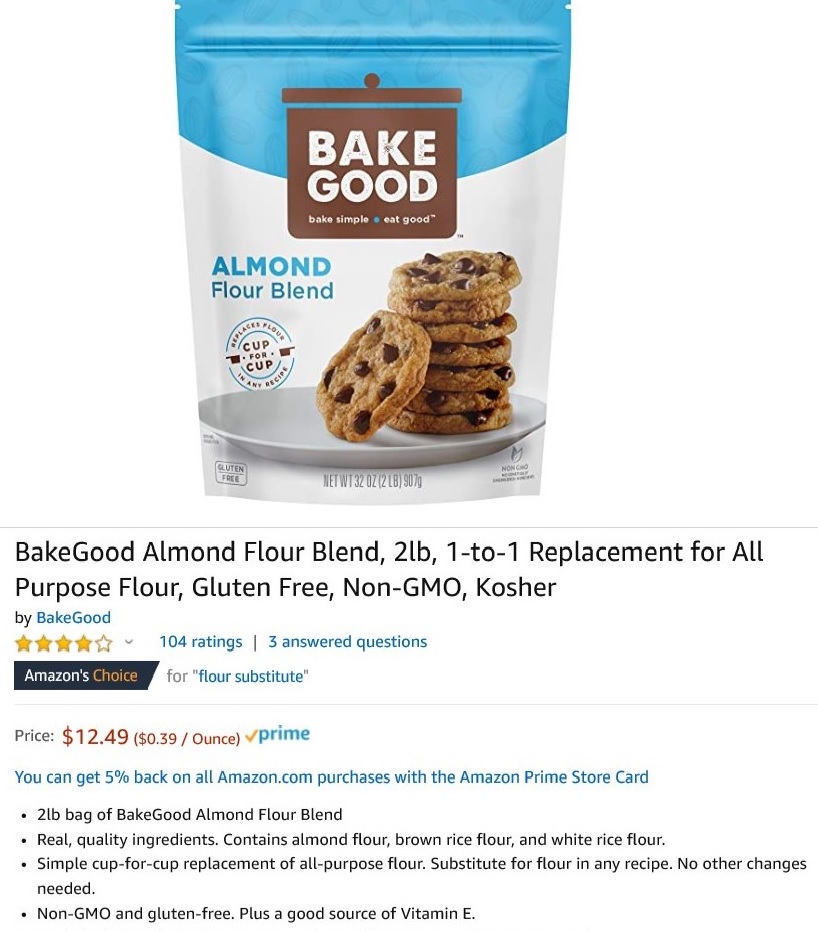 BAKE
GOOD
bake simple • eat good™
ALMOND
Flour Blend
REPLACES FLOUR
CUP
• FOR •
CUP
IN ANY RECIPE
GLUTEN
FREE
NET WT 32 OZ (2 LB) 907g
NON GMO
BakeGood Almond Flour Blend, 2lb, 1-to-1 Replacement for All
Purpose Flour, Gluten Free, Non-GMO, Kosher
by BakeGood
104 ratings | 3 answered questions
Amazon's Choice for "flour substitute"
Price: $12.49 ($0.39 / Ounce) prime
You can get 5% back on all Amazon.com purchases with the Amazon Prime Store Card
• 2lb bag of BakeGood Almond Flour Blend
• Real, quality ingredients. Contains almond flour, brown rice flour, and white rice flour.
• Simple cup-for-cup replacement of all-purpose flour. Substitute for flour in any recipe. No other changes
needed.
• Non-GMO and gluten-free. Plus a good source of Vitamin E.